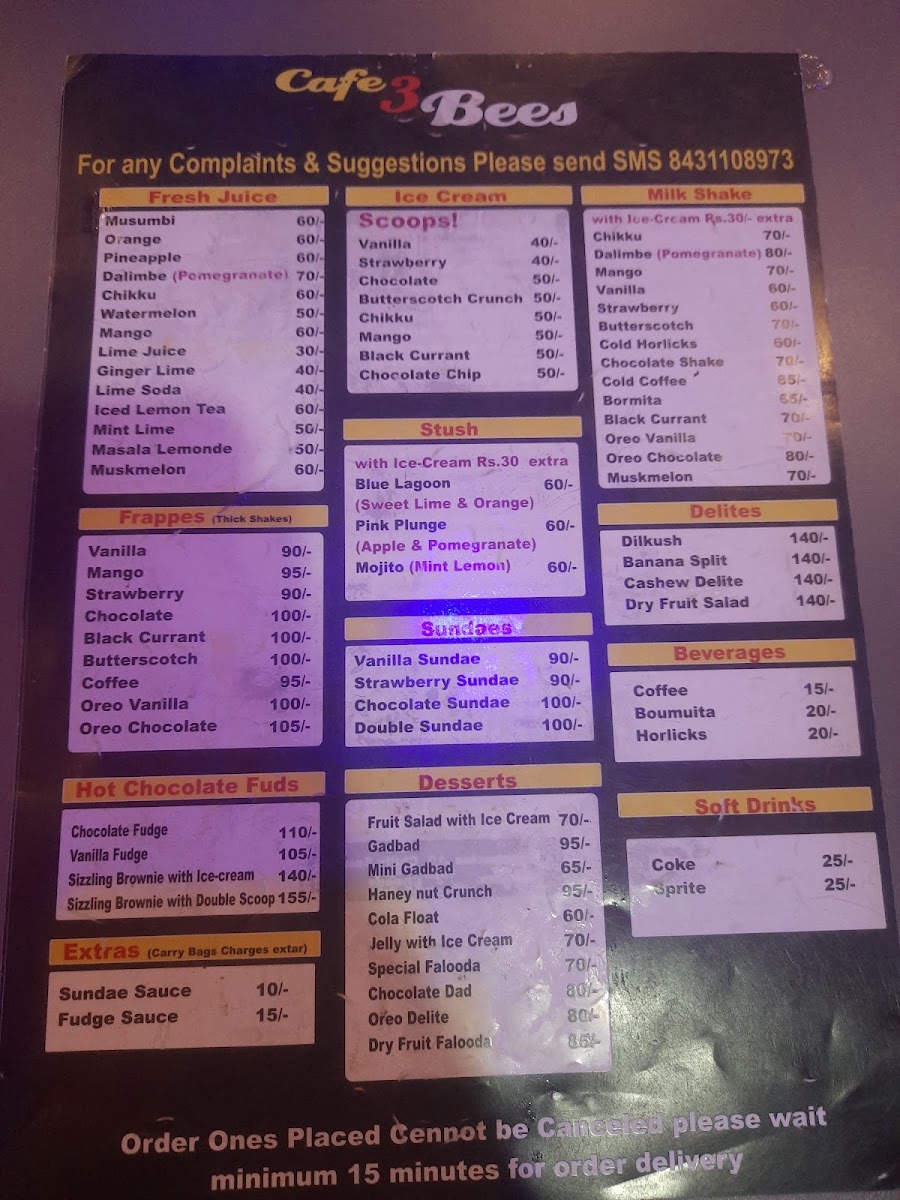 Cafe 3 Bees
For any Complaints & Suggestions Please send SMS 8431108973
Fresh Juice
Musumbi 60/-
Orange 60/-
Pineapple 60/-
Dalimbe (Pomegranate) 70/-
Chikku 60/-
Watermelon 50/-
Mango 60/-
Lime Juice 30/-
Ginger Lime 40/-
Lime Soda 40/-
Iced Lemon Tea 60/-
Mint Lime 50/-
Masala Lemonde 50/-
Muskmelon 60/-
Frappes (Thick Shakes)
Vanilla 90/-
Mango 95/-
Strawberry 90/-
Chocolate 100/-
Black Currant 100/-
Butterscotch 100/-
Coffee 95/-
Oreo Vanilla 100/-
Oreo Chocolate 105/-
Hot Chocolate Fuds
Chocolate Fudge 110/-
Vanilla Fudge 105/-
Sizzling Brownie with Ice-cream 140/-
Sizzling Brownie with Double Scoop 155/-
Extras (Carry Bags Charges extar)
Sundae Sauce 10/-
Fudge Sauce 15/-
Ice Cream
Scoops!
Vanilla 40/-
Strawberry 40/-
Chocolate 50/-
Butterscotch Crunch 50/-
Chikku 50/-
Mango 50/-
Black Currant 50/-
Chocolate Chip 50/-
Stush
with Ice-Cream Rs.30 extra
Blue Lagoon 60/-
(Sweet Lime & Orange)
Pink Plunge 60/-
(Apple & Pomegranate)
Mojito (Mint Lemon) 60/-
Sundaes
Vanilla Sundae 90/-
Strawberry Sundae 90/-
Chocolate Sundae 100/-
Double Sundae 100/-
Desserts
Fruit Salad with Ice Cream 70/-
Gadbad 95/-
Mini Gadbad 65/-
Haney nut Crunch 95/-
Cola Float 60/-
Jelly with Ice Cream 70/-
Special Falooda 70/-
Chocolate Dad 80/-
Oreo Delite 80/-
Dry Fruit Falooda 85/-
Milk Shake
with Ice-Cream Rs.30/- extra
Chikku 70/-
Dalimbe (Pomegranate) 80/-
Mango 70/-
Vanilla 60/-
Strawberry 60/-
Butterscotch 70/-
Cold Horlicks 60/-
Chocolate Shake 70/-
Cold Coffee 65/-
Bormita 65/-
Black Currant 70/-
Oreo Vanilla 70/-
Oreo Chocolate 80/-
Muskmelon 70/-
Delites
Dilkush 140/-
Banana Split 140/-
Cashew Delite 140/-
Dry Fruit Salad 140/-
Beverages
Coffee 15/-
Boumuita 20/-
Horlicks 20/-
Soft Drinks
Coke 25/-
Sprite 25/-
Order Ones Placed Cennot be Canceled please wait
minimum 15 minutes for order delivery